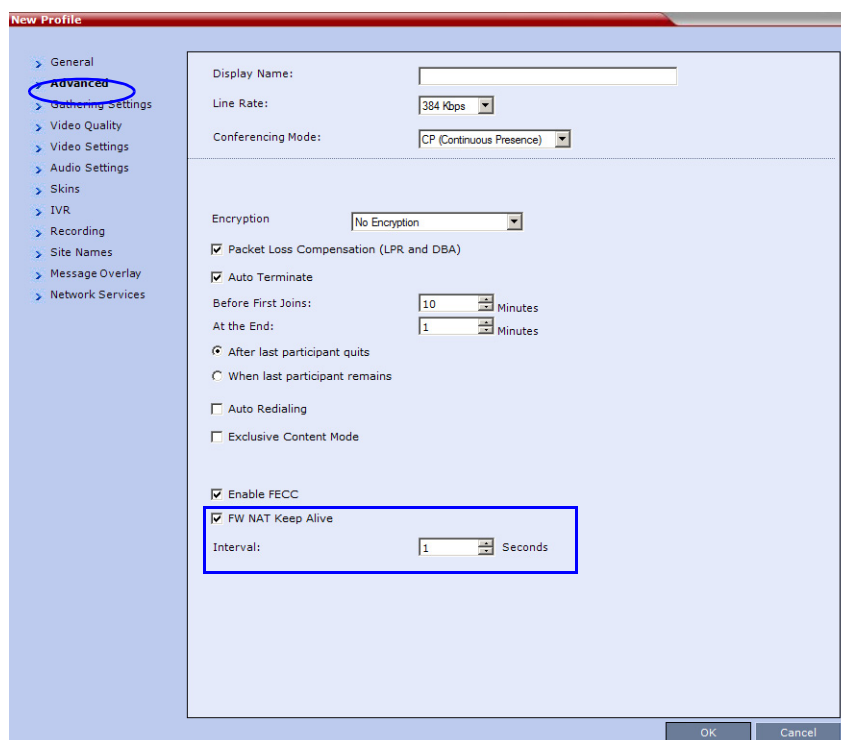 New Profile
General
Advanced
Gathering Settings
Video Quality
Video Settings
Audio Settings
Skins
IVR
Recording
Site Names
Message Overlay
Network Services
Display Name:
Line Rate: 384 Kbps
Conferencing Mode: CP (Continuous Presence)
Encryption No Encryption
Packet Loss Compensation (LPR and DBA)
Auto Terminate
Before First Joins: 10 Minutes
At the End: 1 Minutes
After last participant quits
When last participant remains
Auto Redialing
Exclusive Content Mode
Enable FECC
FW NAT Keep Alive
Interval: 1 Seconds
OK Cancel